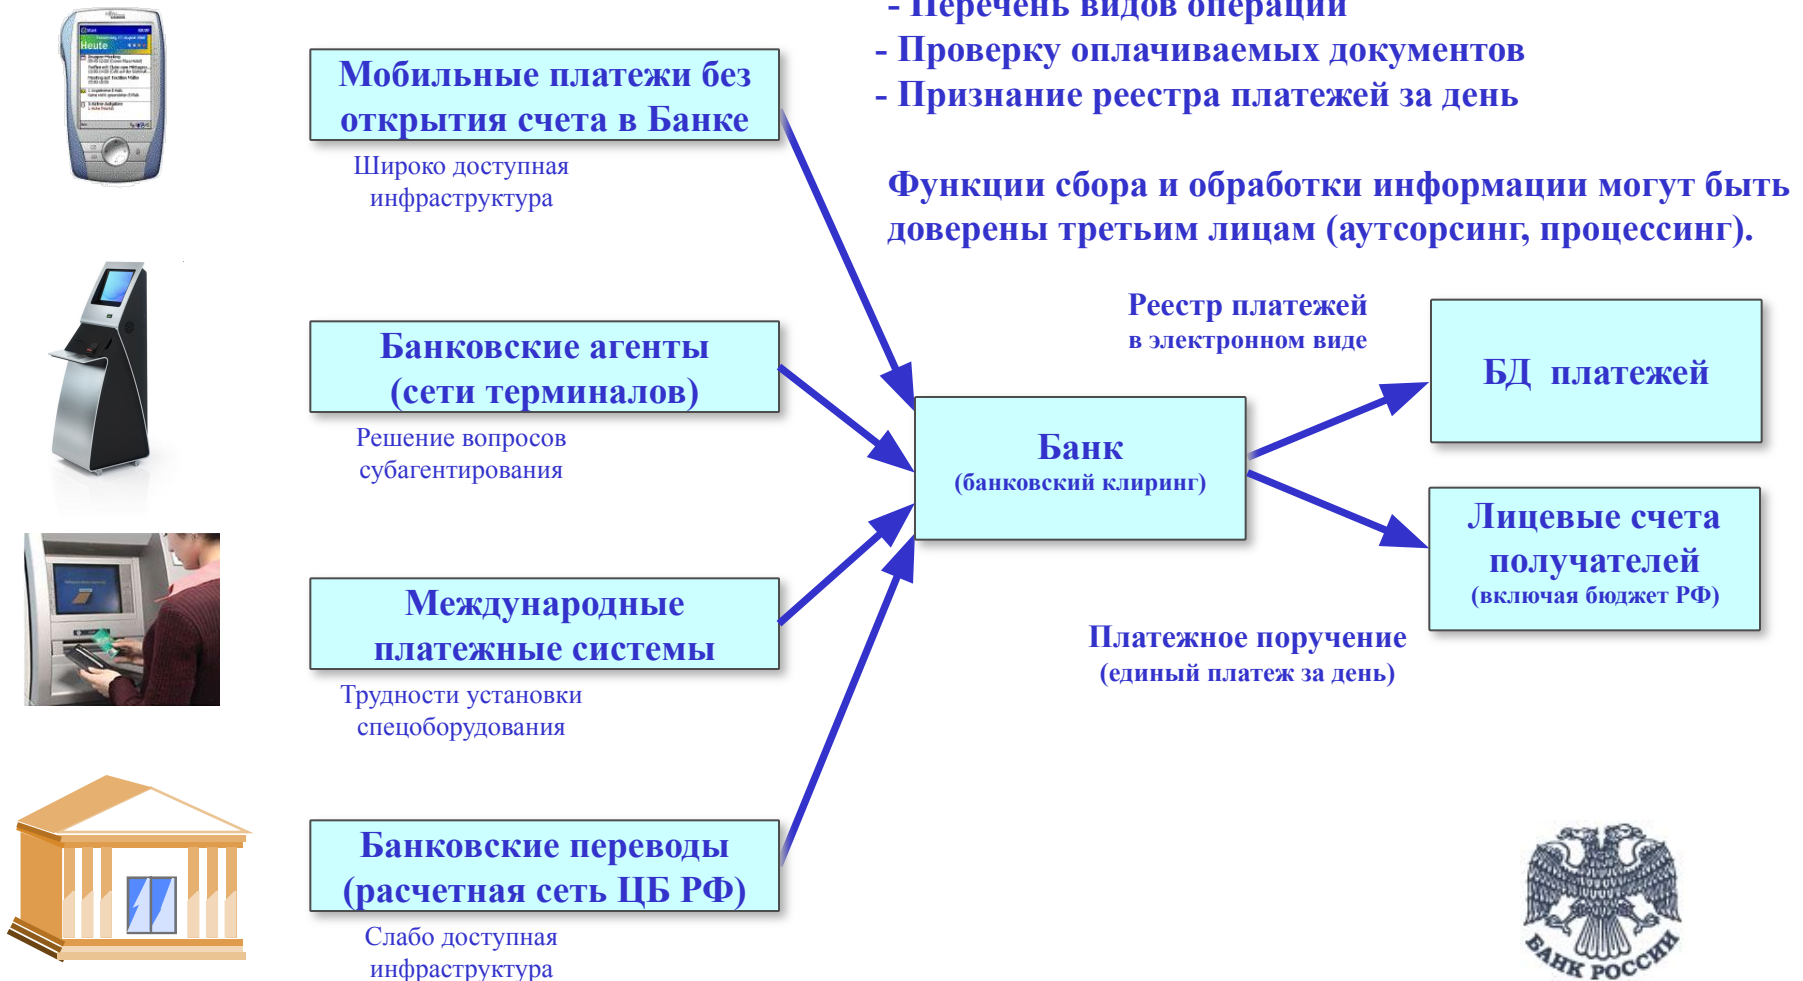 - Перечень видов операций
- Проверку оплачиваемых документов
- Признание реестра платежей за день
Функции сбора и обработки информации могут быть
доверены третьим лицам (аутсорсинг, процессинг).
Heute
Мобильные платежи без
открытия счета в Банке
Широко доступная
инфраструктура
Банковские агенты
(сети терминалов)
Решение вопросов
субагентирования
Международные
платежные системы
Трудности установки
спецоборудования
Банковские переводы
(расчетная сеть ЦБ РФ)
Слабо доступная
инфраструктура
Банк
(банковский клиринг)
Реестр платежей
в электронном виде
БД платежей
Лицевые счета
получателей
(включая бюджет РФ)
Платежное поручение
(единый платеж за день)
БАНК РОССИИ